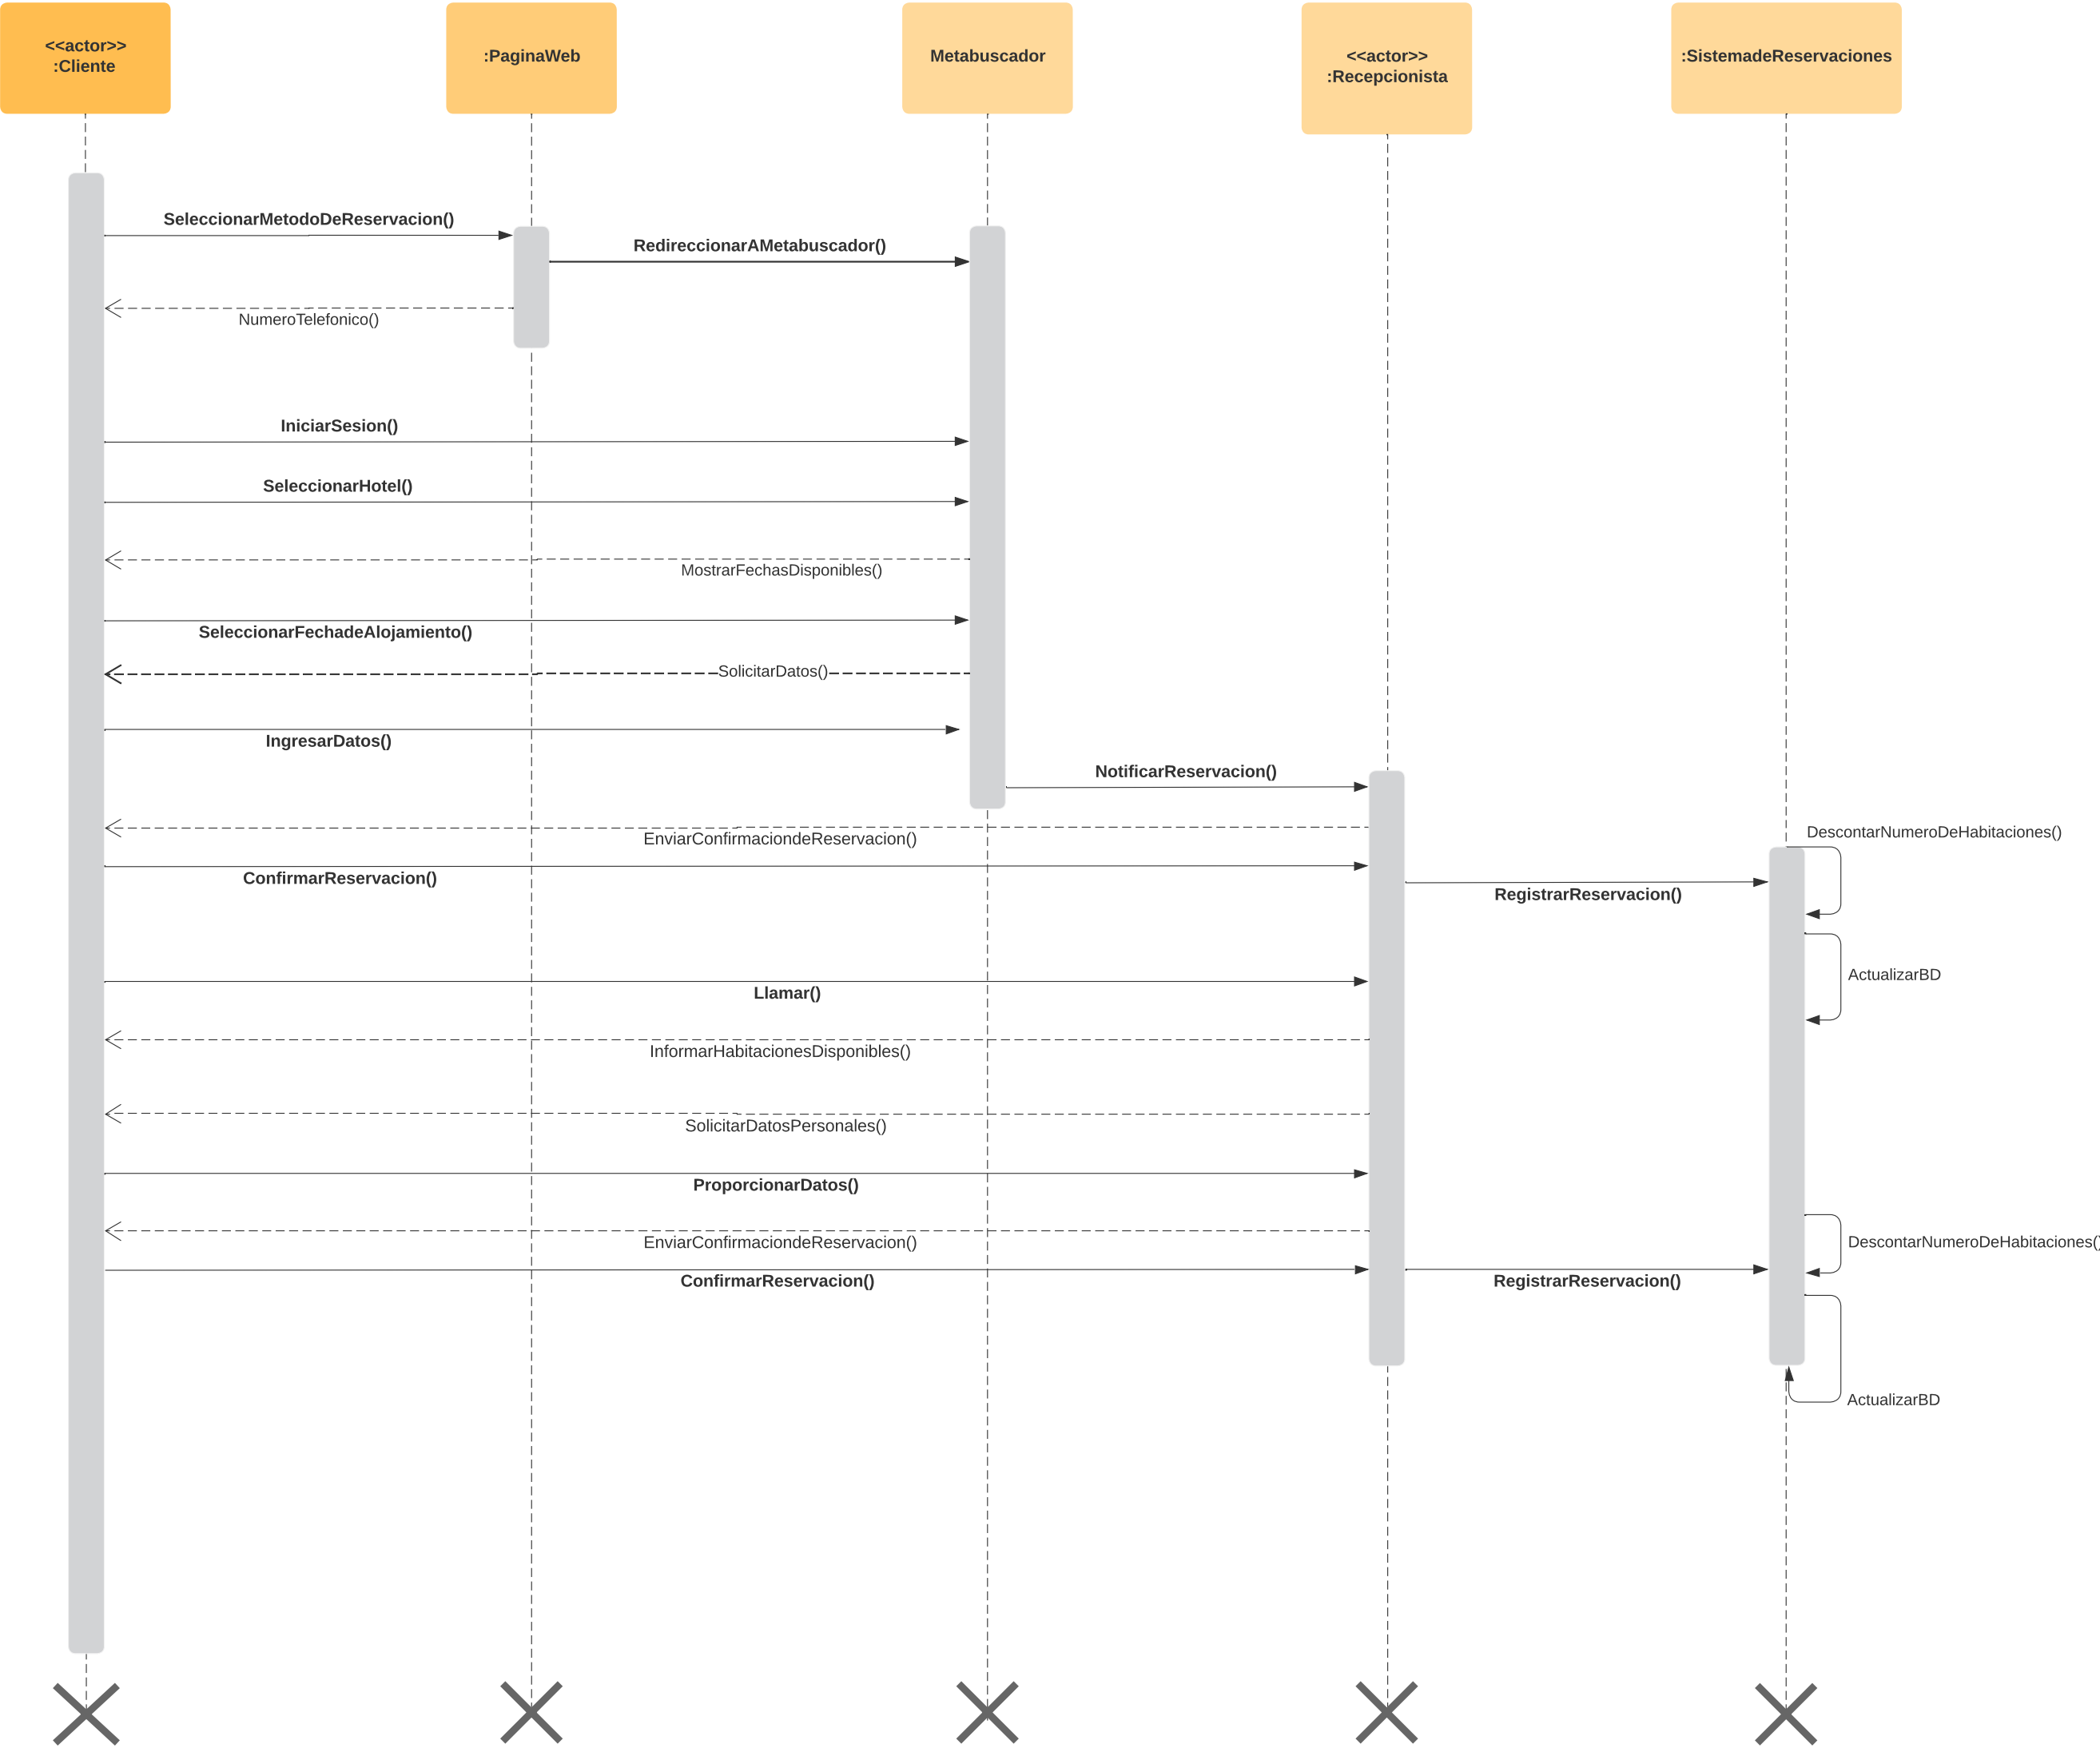 <<actor>>
:Cliente
:PaginaWeb
Metabuscador
<<actor>>
:Recepcionista
:SistemadeReservaciones
SeleccionarMetodoDeReservacion()
RedireccionarAMetabuscador()
NumeroTelefonico()
IniciarSesion()
SeleccionarHotel()
MostrarFechasDisponibles()
SeleccionarFechadeAlojamiento()
SolicitarDatos()
IngresarDatos()
NotificarReservacion()
EnviarConfirmaciondeReservacion()
DescontarNumeroDeHabitaciones()
ConfirmarReservacion()
RegistrarReservacion()
ActualizarBD
Llamar()
InformarHabitacionesDisponibles()
SolicitarDatosPersonales()
ProporcionarDatos()
EnviarConfirmaciondeReservacion()
DescontarNumeroDeHabitaciones()
ConfirmarReservacion()
RegistrarReservacion()
ActualizarBD